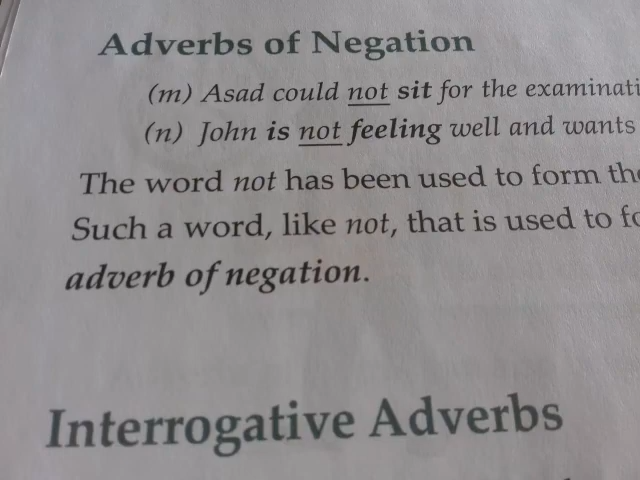 Adverbs of Negation
(m) Asad could not sit for the
(n) John is not feeling well and wants
The word not has been used to form
Such a word, like not, that is used to
adverb of negation.
Interrogative Adverbs